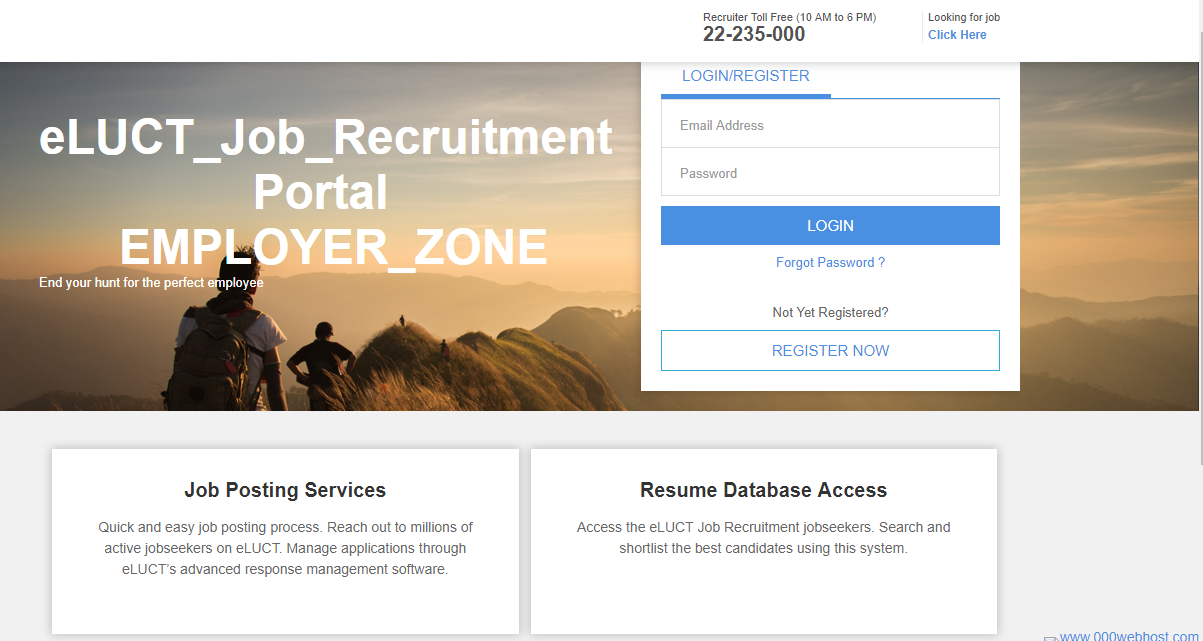 Recruiter Toll Free (10 AM to 6 PM)
22-235-000
Looking for job
Click Here
LOGIN/REGISTER
Email Address
Password
LOGIN
Forgot Password ?
Not Yet Registered?
REGISTER NOW
eLUCT_Job_Recruitment
Portal
EMPLOYER_ZONE
End your hunt for the perfect employee
Job Posting Services
Quick and easy job posting process. Reach out to millions of
active jobseekers on eLUCT. Manage applications through
eLUCT's advanced response management software.
Resume Database Access
Access the eLUCT Job Recruitment jobseekers. Search and
shortlist the best candidates using this system.
www.000webhost.com